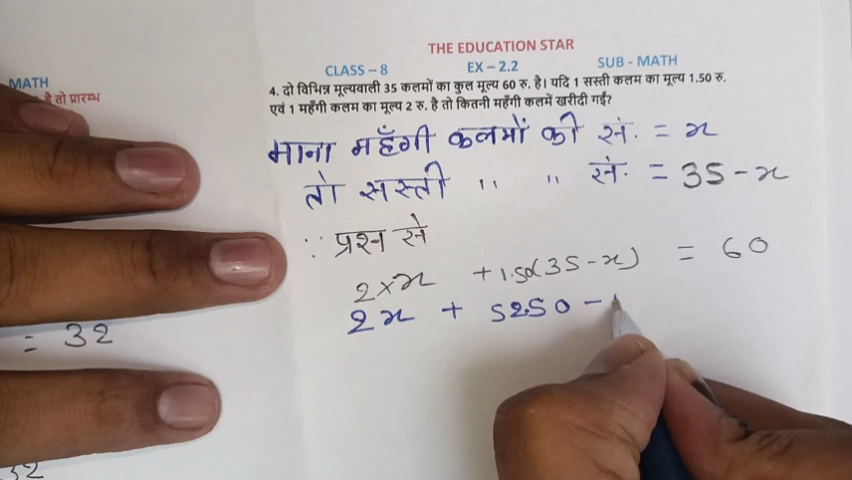 THE EDUCATION STAR
MATH
CLASS – 8 EX – 2.2 SUB - MATH
है तो प्रारम्भ
4. दो विभिन्न मूल्यवाली 35 कलमों का कुल मूल्य 60 रु. है। यदि 1 सस्ती कलम का मूल्य 1.50 रु.
एवं 1 महँगी कलम का मूल्य 2 रु. है तो कितनी महँगी कलमें खरीदी गईं?
माना महँगी कलमों की सं. = x
तो सस्ती " " सं. = 35 - x
∵ प्रश्न से
2 × x + 1.50(35 - x) = 60
2x + 52.50 -
= 32
32